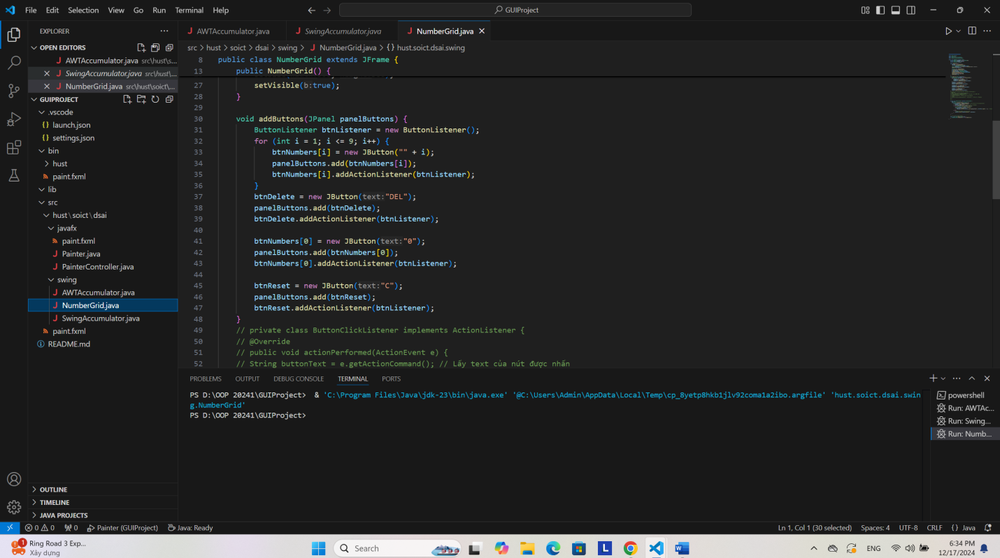 File Edit Selection View Go Run Terminal Help
GUIProject
EXPLORER
OPEN EDITORS
AWTAccumulator.java src\hust\s...
SwingAccumulator.java src\hust\...
NumberGrid.java src\hust\soict\...
GUIPROJECT
.vscode
launch.json
settings.json
bin
hust
paint.fxml
lib
src
hust\soict\dsai
javafx
paint.fxml
Painter.java
PainterController.java
swing
AWTAccumulator.java
NumberGrid.java
SwingAccumulator.java
paint.fxml
README.md
OUTLINE
TIMELINE
JAVA PROJECTS
AWTAccumulator.java SwingAccumulator.java NumberGrid.java
src > hust > soict > dsai > swing > NumberGrid.java > {} hust.soict.dsai.swing
8 public class NumberGrid extends JFrame {
13 public NumberGrid() {
27 setVisible(b:true);
28 }
29
30 void addButtons(JPanel panelButtons) {
31 ButtonListener btnListener = new ButtonListener();
32 for (int i = 1; i <= 9; i++) {
33 btnNumbers[i] = new JButton("" + i);
34 panelButtons.add(btnNumbers[i]);
35 btnNumbers[i].addActionListener(btnListener);
36 }
37 btnDelete = new JButton(text:"DEL");
38 panelButtons.add(btnDelete);
39 btnDelete.addActionListener(btnListener);
40
41 btnNumbers[0] = new JButton(text:"0");
42 panelButtons.add(btnNumbers[0]);
43 btnNumbers[0].addActionListener(btnListener);
44
45 btnReset = new JButton(text:"C");
46 panelButtons.add(btnReset);
47 btnReset.addActionListener(btnListener);
48 }
49 // private class ButtonClickListener implements ActionListener {
50 // @Override
51 // public void actionPerformed(ActionEvent e) {
52 // String buttonText = e.getActionCommand(); // Lấy text của nút được nhấn
PROBLEMS OUTPUT DEBUG CONSOLE TERMINAL PORTS
PS D:\OOP 20241\GUIProject> & 'C:\Program Files\Java\jdk-23\bin\java.exe' '@C:\Users\Admin\AppData\Local\Temp\cp_8yetp8hkb1jlv92coma1a2ibo.argfile' 'hust.soict.dsai.swin
g.NumberGrid'
PS D:\OOP 20241\GUIProject>
powershell
Run: AWTAc...
Run: Swing...
Run: Numb...
0 0 0 Painter (GUIProject) Java: Ready
Ln 1, Col 1 (30 selected) Spaces: 4 UTF-8 CRLF {} Java
1
Ring Road 3 Exp...
Xây dựng
Search
L
ENG
6:34 PM
12/17/2024